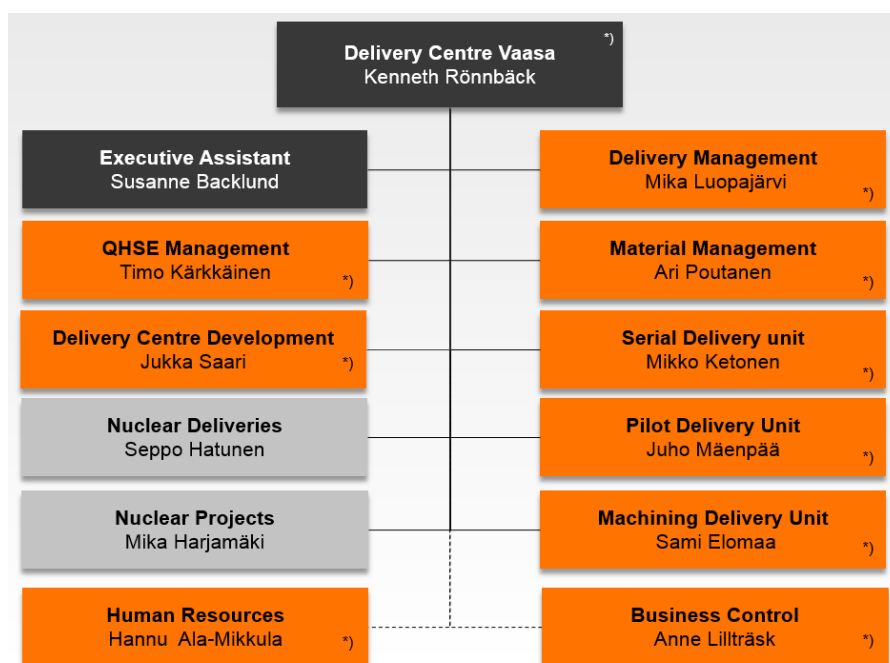 Delivery Centre Vaasa
Kenneth Rönnbäck
*)
Executive Assistant
Susanne Backlund
Delivery Management
Mika Luopajärvi
*)
QHSE Management
Timo Kärkkäinen
*)
Material Management
Ari Poutanen
*)
Delivery Centre Development
Jukka Saari
*)
Serial Delivery unit
Mikko Ketonen
*)
Nuclear Deliveries
Seppo Hatunen
Pilot Delivery Unit
Juho Mäenpää
*)
Nuclear Projects
Mika Harjamäki
Machining Delivery Unit
Sami Elomaa
*)
Human Resources
Hannu Ala-Mikkula
*)
Business Control
Anne Lillträsk
*)